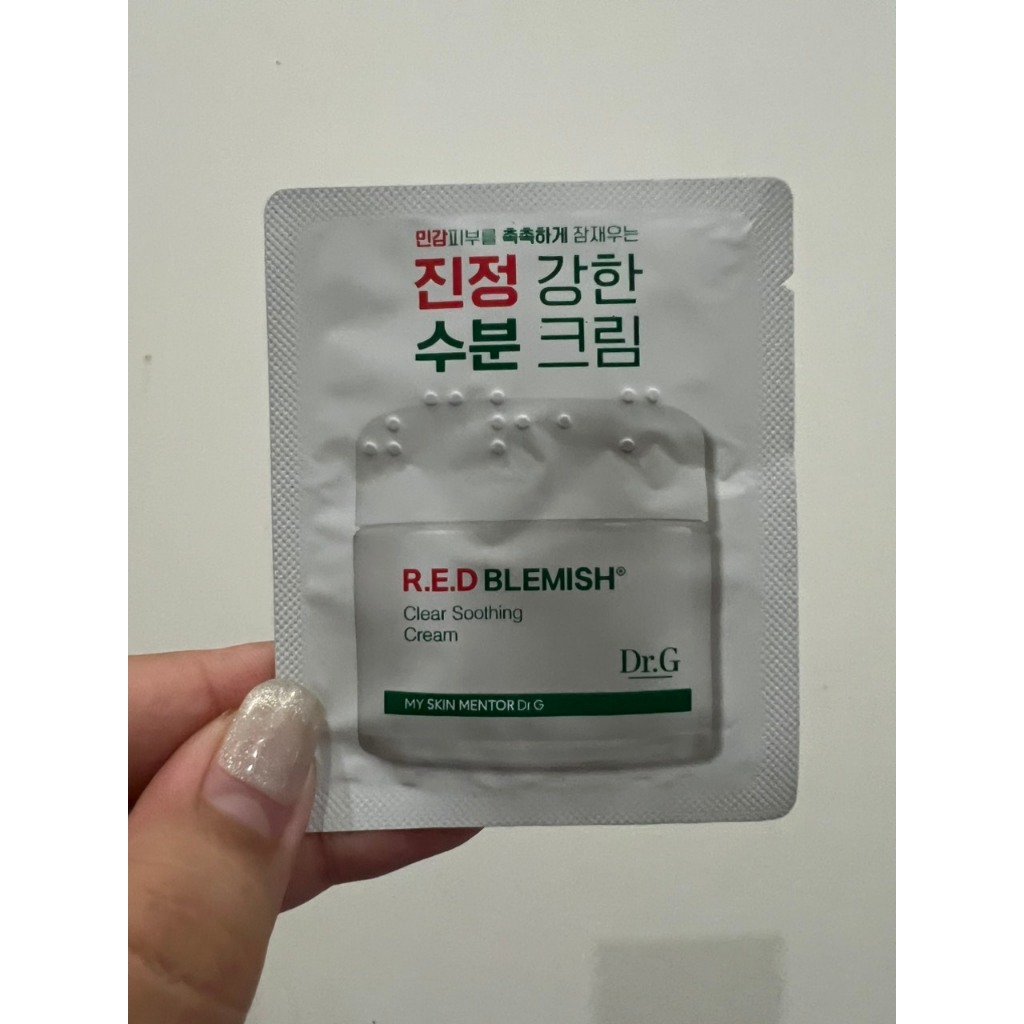 민감피부를 촉촉하게 잠재우는
진정 강한
수분 크림
R.E.D BLEMISH®
Clear Soothing
Cream
Dr.G
MY SKIN MENTOR Dr.G